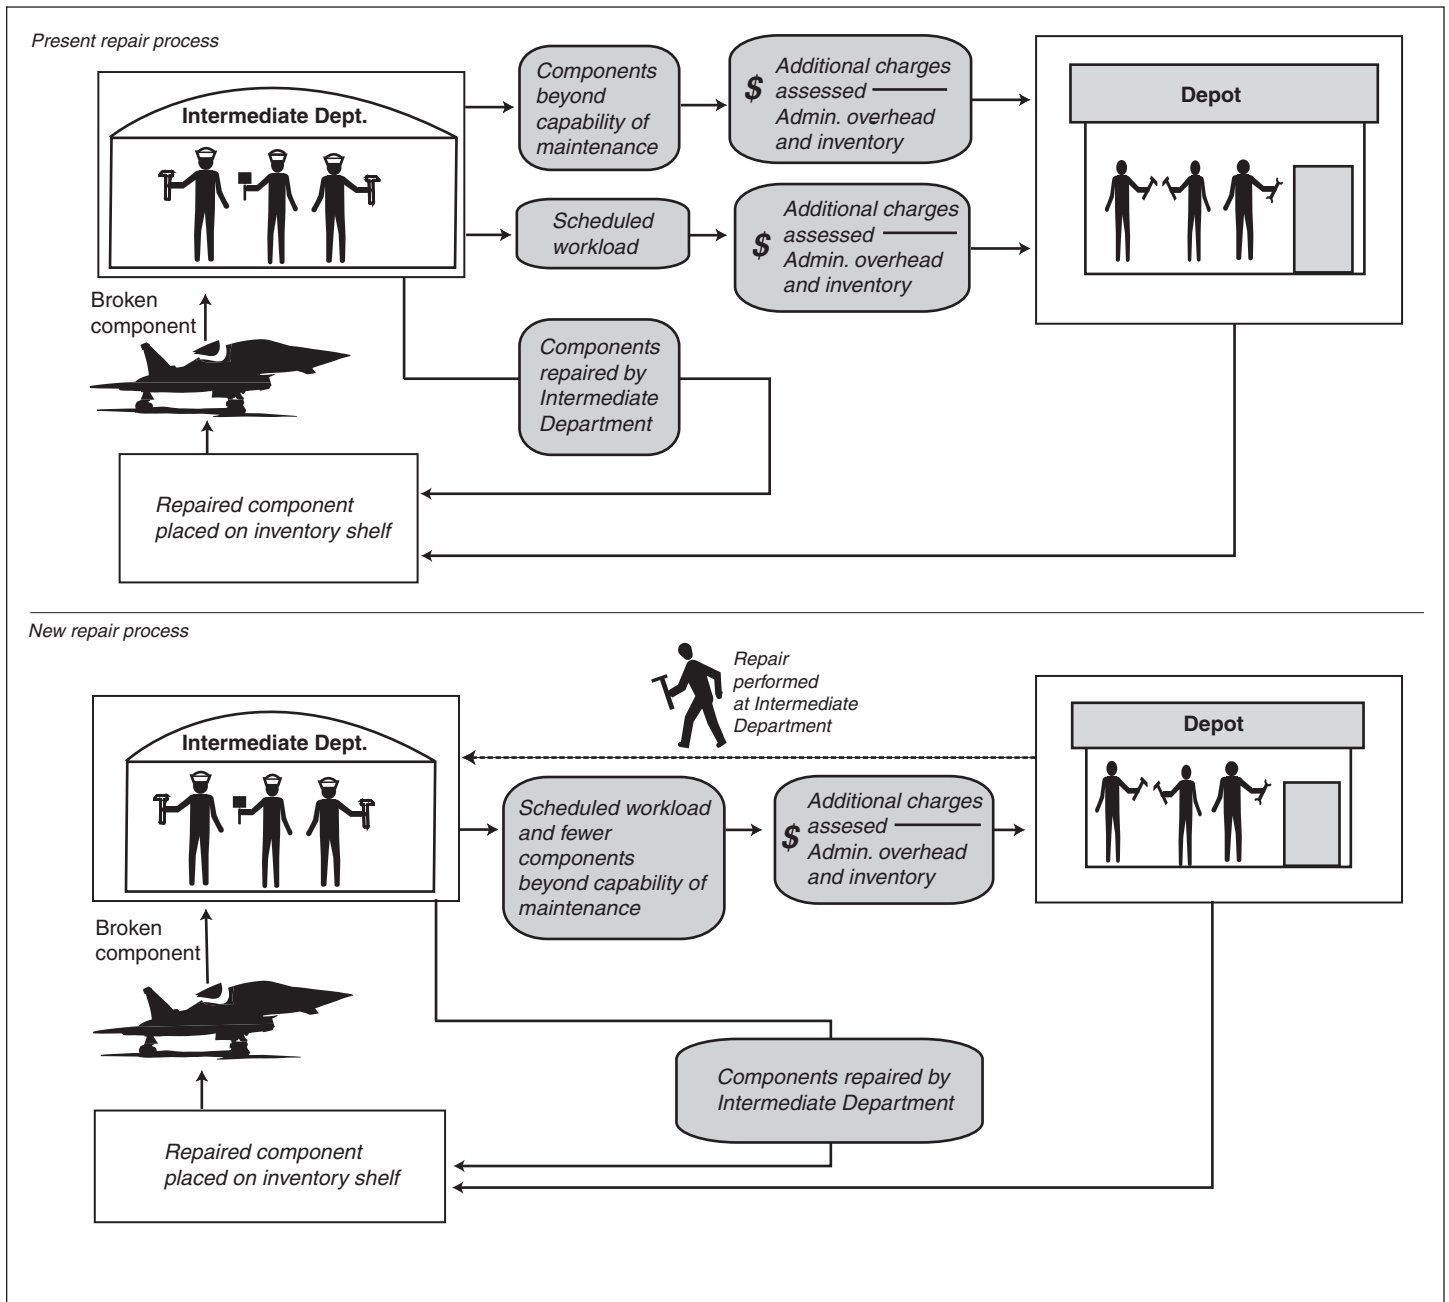 Present repair process
Intermediate Dept.
Components
beyond
capability of
maintenance
$
Additional charges
assessed
Admin. overhead
and inventory
Depot
Scheduled
workload
$
Additional charges
assessed
Admin. overhead
and inventory
Broken
component
Components
repaired by
Intermediate
Department
Repaired component
placed on inventory shelf
New repair process
Repair
performed
at Intermediate
Department
Intermediate Dept.
Depot
Scheduled workload
and fewer
components
beyond capability of
maintenance
$
Additional charges
assesed
Admin. overhead
and inventory
Broken
component
Components repaired by
Intermediate Department
Repaired component
placed on inventory shelf